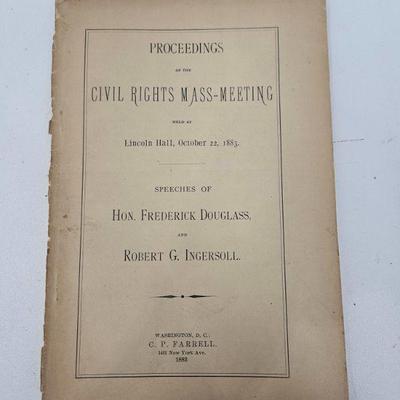 PROCEEDINGS
OF THE
CIVIL RIGHTS MASS-MEETING
HELD AT
Lincoln Hall, October 22, 1883.
SPEECHES OF
HON. FREDERICK DOUGLASS,
AND
ROBERT G. INGERSOLL.
WASHINGTON, D. C.:
C. P. FARRELL.
1421 New York Ave.
1883